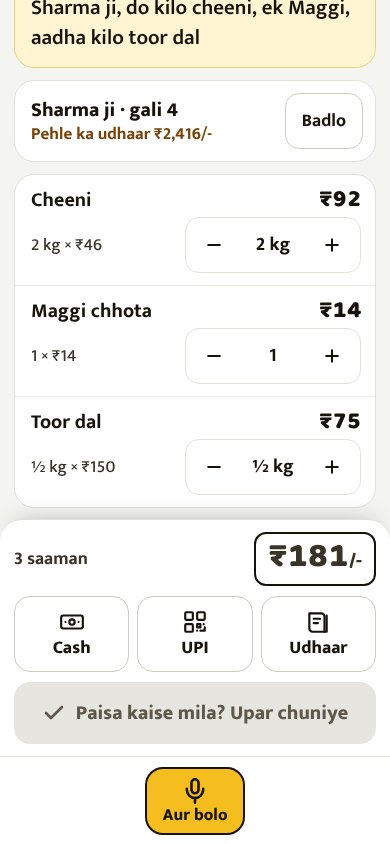 Sharma ji, do kilo cheeni, ek Maggi,
aadha kilo toor dal
Sharma ji · gali 4
Pehle ka udhaar ₹2,416/-
Badlo
Cheeni
₹92
2 kg × ₹46
− 2 kg +
Maggi chhota
₹14
1 × ₹14
− 1 +
Toor dal
₹75
½ kg × ₹150
− ½ kg +
3 saaman
₹181/-
Cash
UPI
Udhaar
Paisa kaise mila? Upar chuniye
Aur bolo